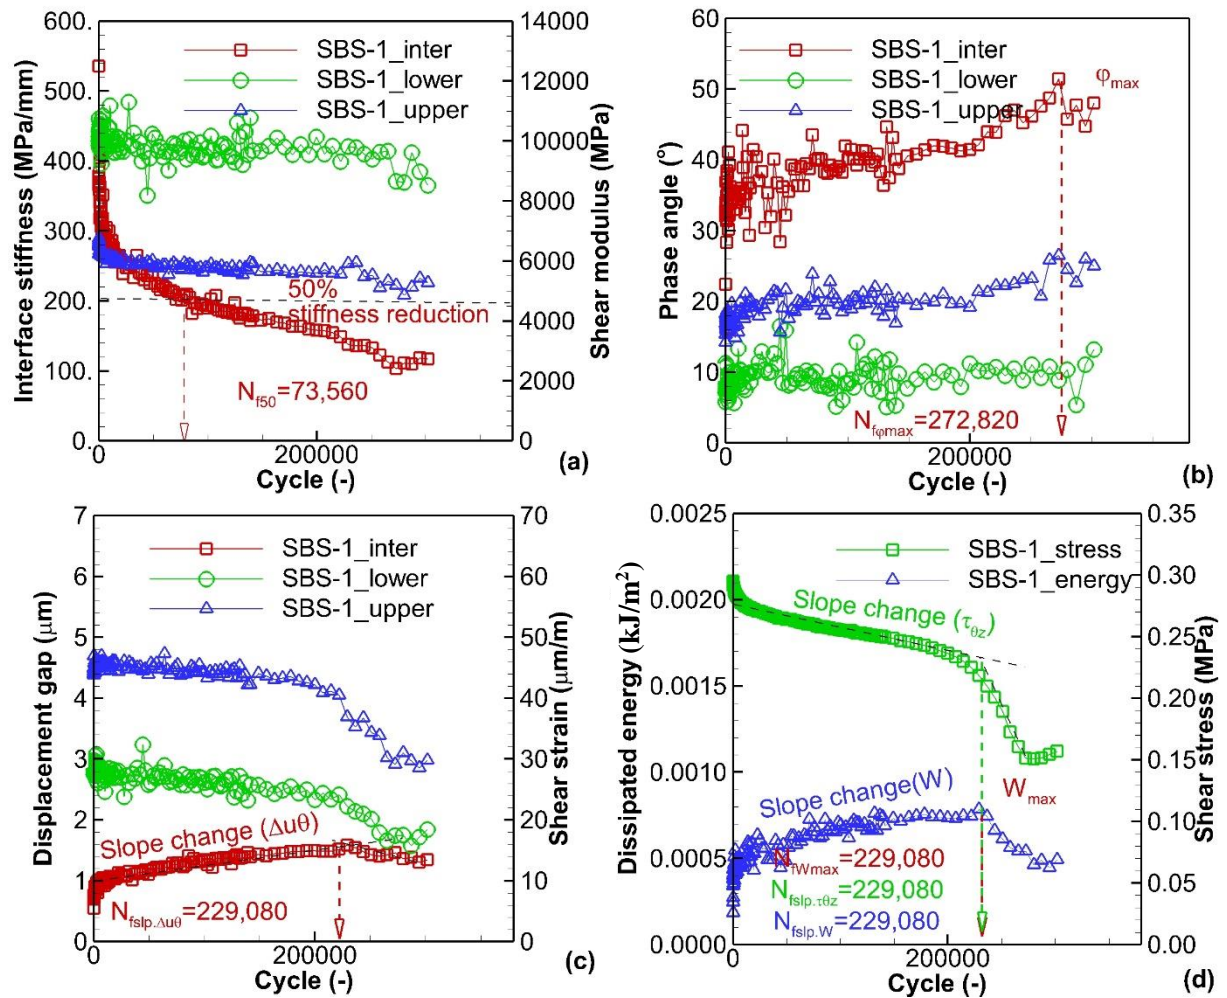 600.
500.
400.
300.
200.
100.
0.
Interface stiffness (MPa/mm)
14000
12000
10000
8000
6000
4000
2000
0
Shear modulus (MPa)
SBS-1_inter
SBS-1_lower
SBS-1_upper
50%
stiffness reduction
Nf50=73,560
0
200000
Cycle (-)
(a)
60
50
40
30
20
10
0
Phase angle (°)
SBS-1_inter
SBS-1_lower
SBS-1_upper
φmax
Nfφmax=272,820
0
200000
Cycle (-)
(b)
7
6
5
4
3
2
1
0
Displacement gap (μm)
70
60
50
40
30
20
10
0
Shear strain (μm/m)
SBS-1_inter
SBS-1_lower
SBS-1_upper
Slope change (Δuθ)
Nfslp.Δuθ=229,080
0
200000
Cycle (-)
(c)
0.0025
0.0020
0.0015
0.0010
0.0005
0.0000
Dissipated energy (kJ/m²)
0.35
0.30
0.25
0.20
0.15
0.10
0.05
0.00
Shear stress (MPa)
SBS-1_stress
SBS-1_energy
Slope change (τθz)
Wmax
Slope change(W)
NfWmax=229,080
Nfslp.τθz=229,080
Nfslp.W=229,080
0
200000
Cycle (-)
(d)